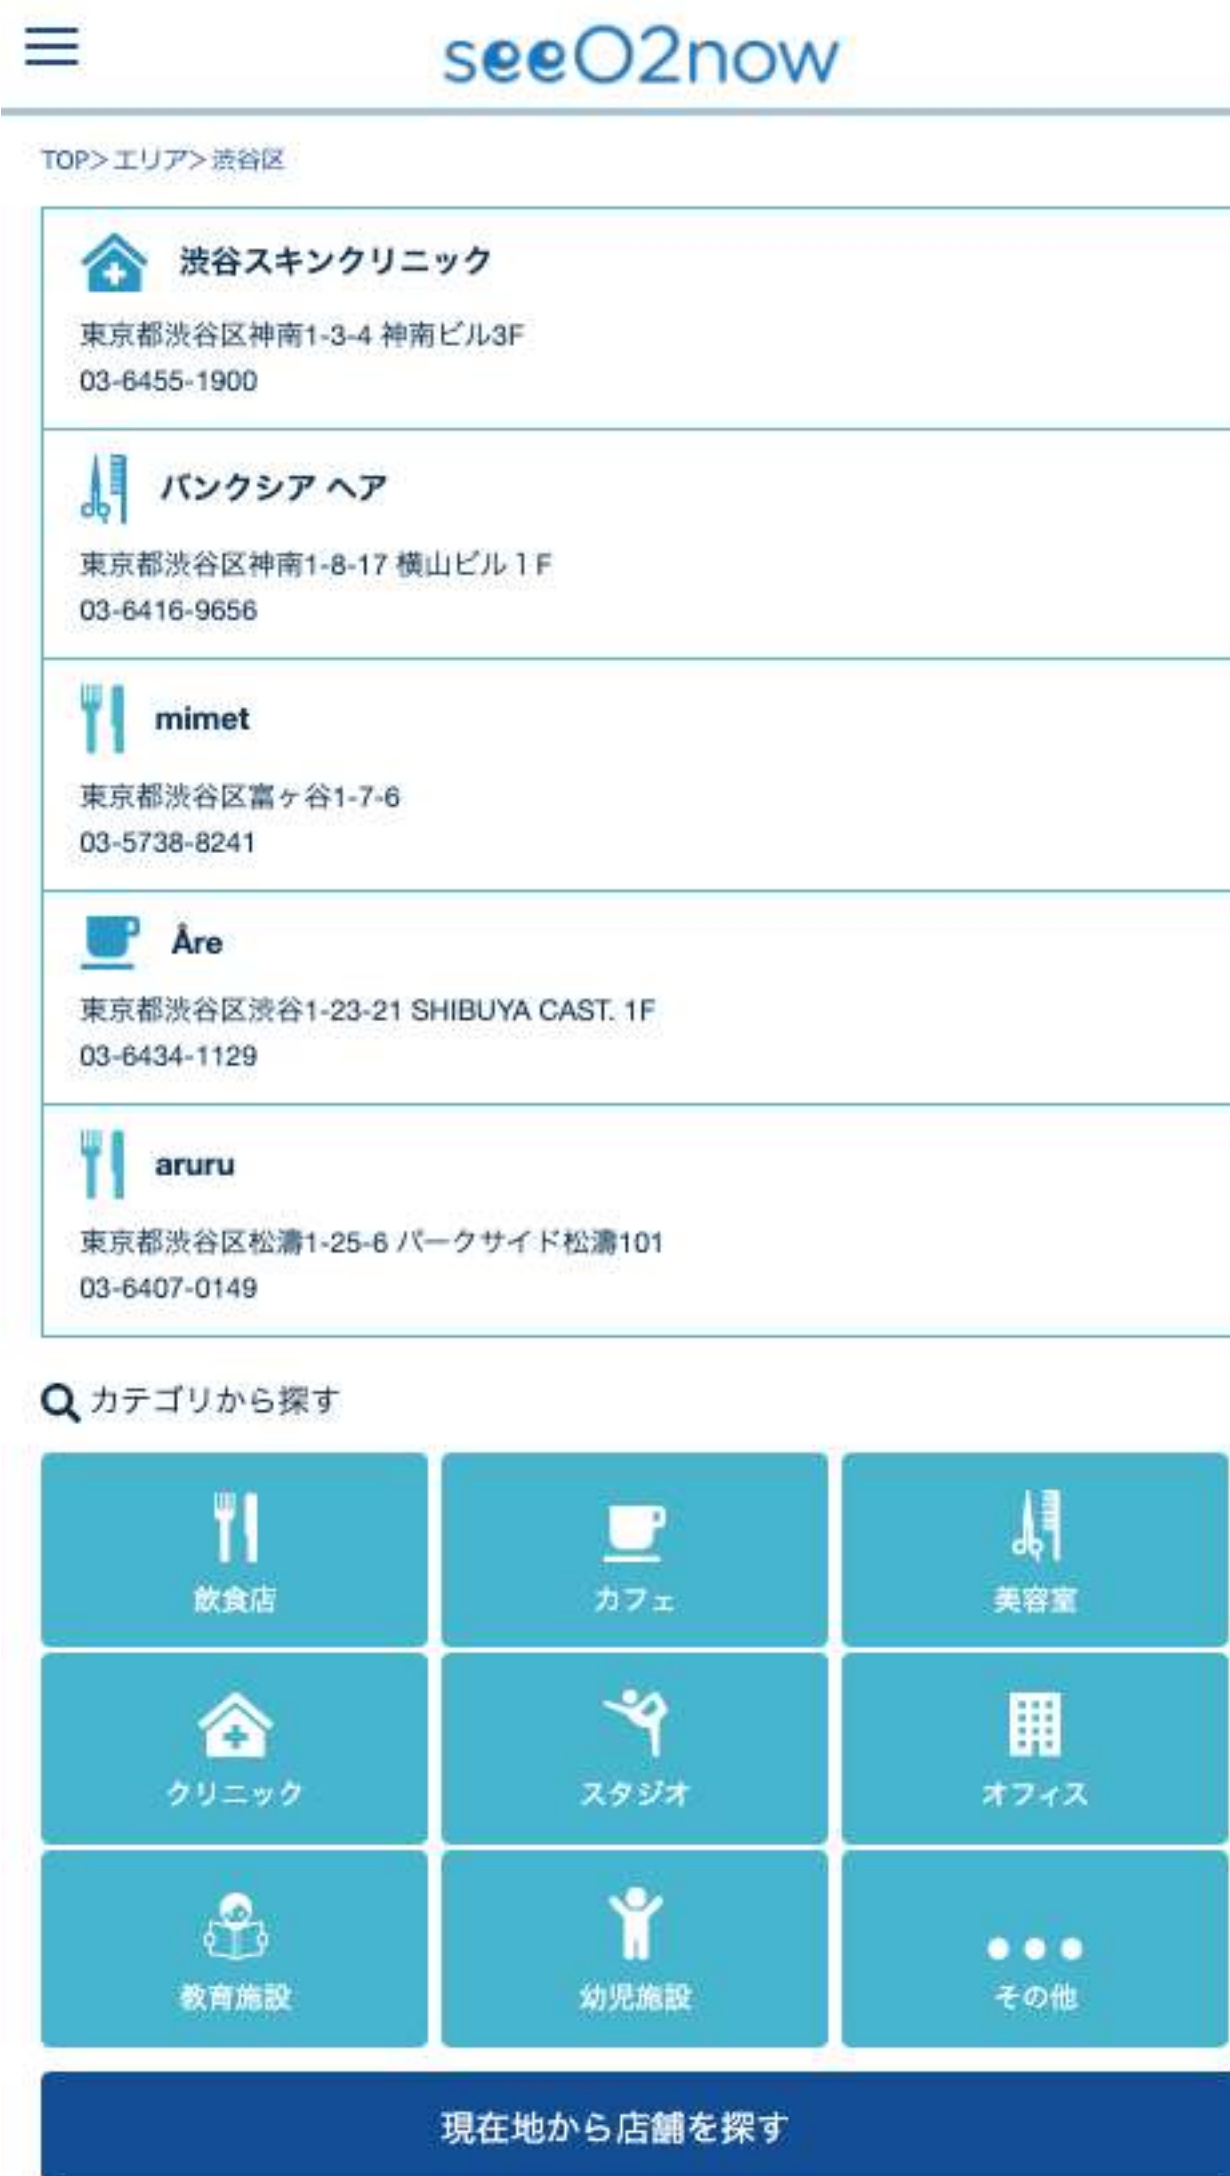 seeO2now
TOP>エリア>渋谷区
渋谷スキンクリニック
東京都渋谷区神南1-3-4 神南ビル3F
03-6455-1900
バンクシア ヘア
東京都渋谷区神南1-8-17 横山ビル１F
03-6416-9656
mimet
東京都渋谷区富ヶ谷1-7-6
03-5738-8241
Åre
東京都渋谷区渋谷1-23-21 SHIBUYA CAST. 1F
03-6434-1129
aruru
東京都渋谷区松濤1-25-6 パークサイド松濤101
03-6407-0149
カテゴリから探す
飲食店 カフェ 美容室
クリニック スタジオ オフィス
教育施設 幼児施設 その他
現在地から店舗を探す